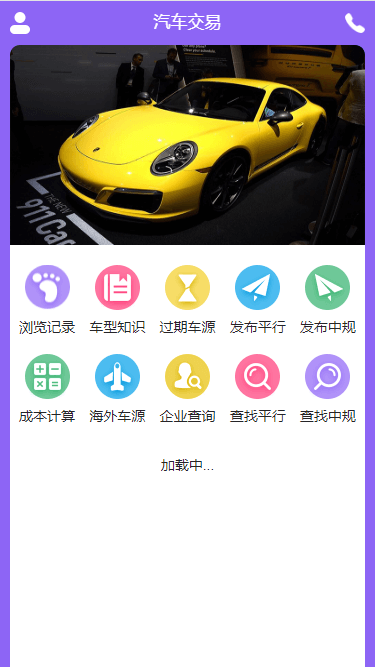 汽车交易
THE NEW
911 Car
浏览记录 车型知识 过期车源 发布平行 发布中规
成本计算 海外车源 企业查询 查找平行 查找中规
加载中...